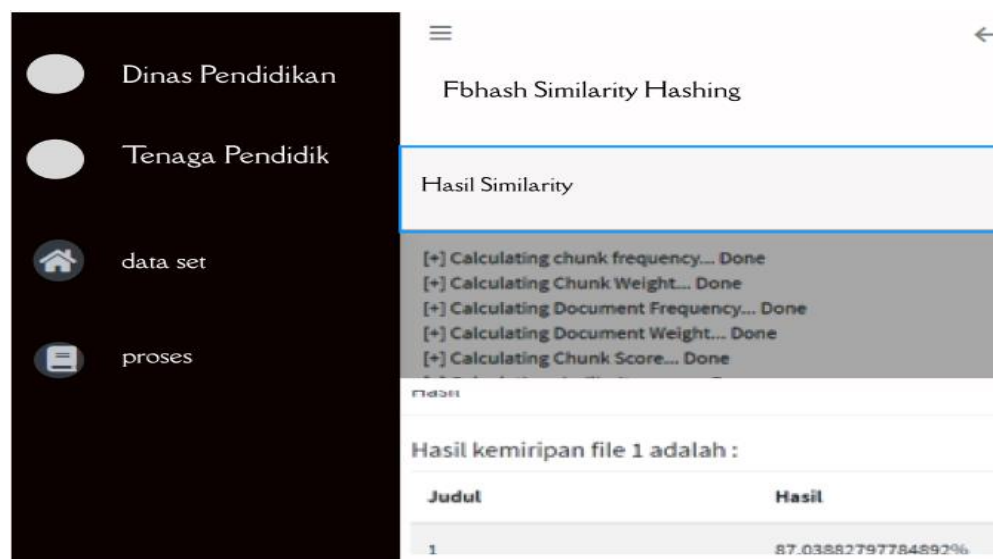 Dinas Pendidikan
Tenaga Pendidik
data set
proses
Fbhash Similarity Hashing
Hasil Similarity
[+] Calculating chunk frequency... Done
[+] Calculating Chunk Weight... Done
[+] Calculating Document Frequency... Done
[+] Calculating Document Weight... Done
[+] Calculating Chunk Score... Done
Hasil
Hasil kemiripan file 1 adalah :
Judul Hasil
1 87.03882797784892%